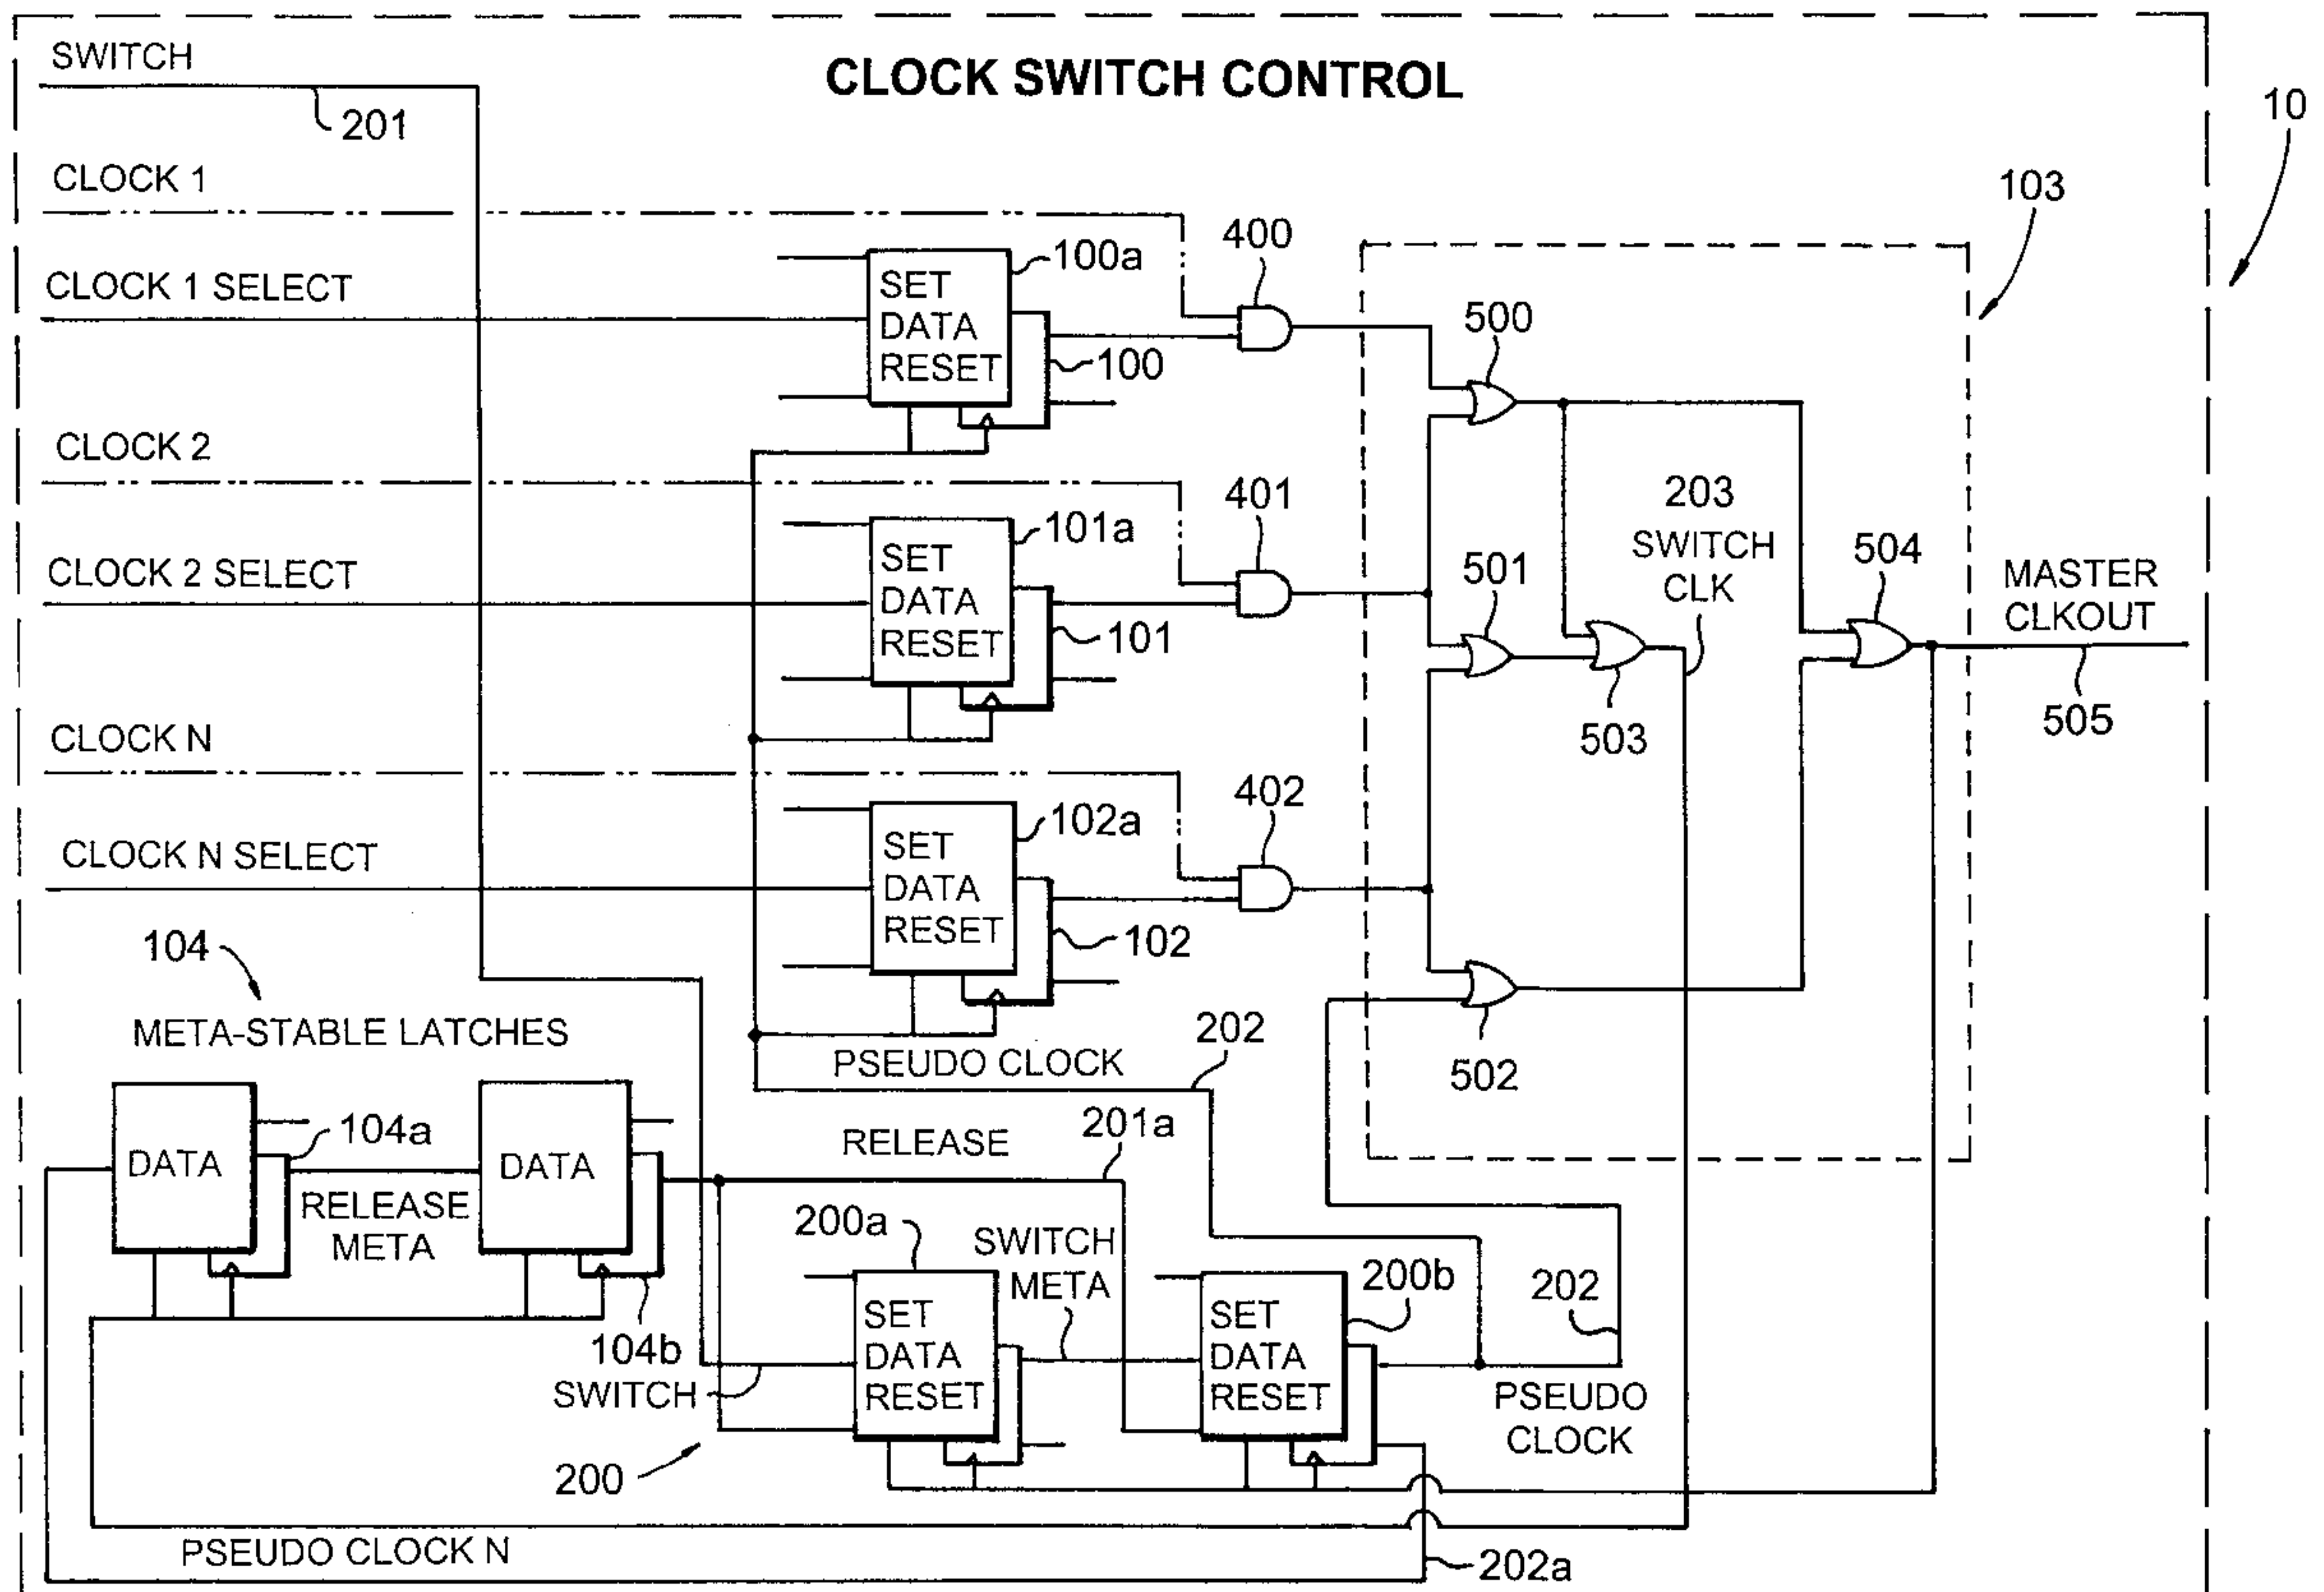 CLOCK SWITCH CONTROL
SWITCH
201
10
CLOCK 1
103
400
CLOCK 1 SELECT
SET
DATA
RESET
100a
100
500
CLOCK 2
401
203
SWITCH
CLK
101a
SET
DATA
RESET
CLOCK 2 SELECT
501
504
MASTER
CLKOUT
101
503
505
CLOCK N
402
102a
SET
DATA
RESET
CLOCK N SELECT
102
104
META-STABLE LATCHES
202
PSEUDO CLOCK
502
DATA
104a
DATA
RELEASE
201a
RELEASE
META
200a
SWITCH
META
200b
202
SET
DATA
RESET
SET
DATA
RESET
104b
SWITCH
PSEUDO
CLOCK
200
PSEUDO CLOCK N
202a